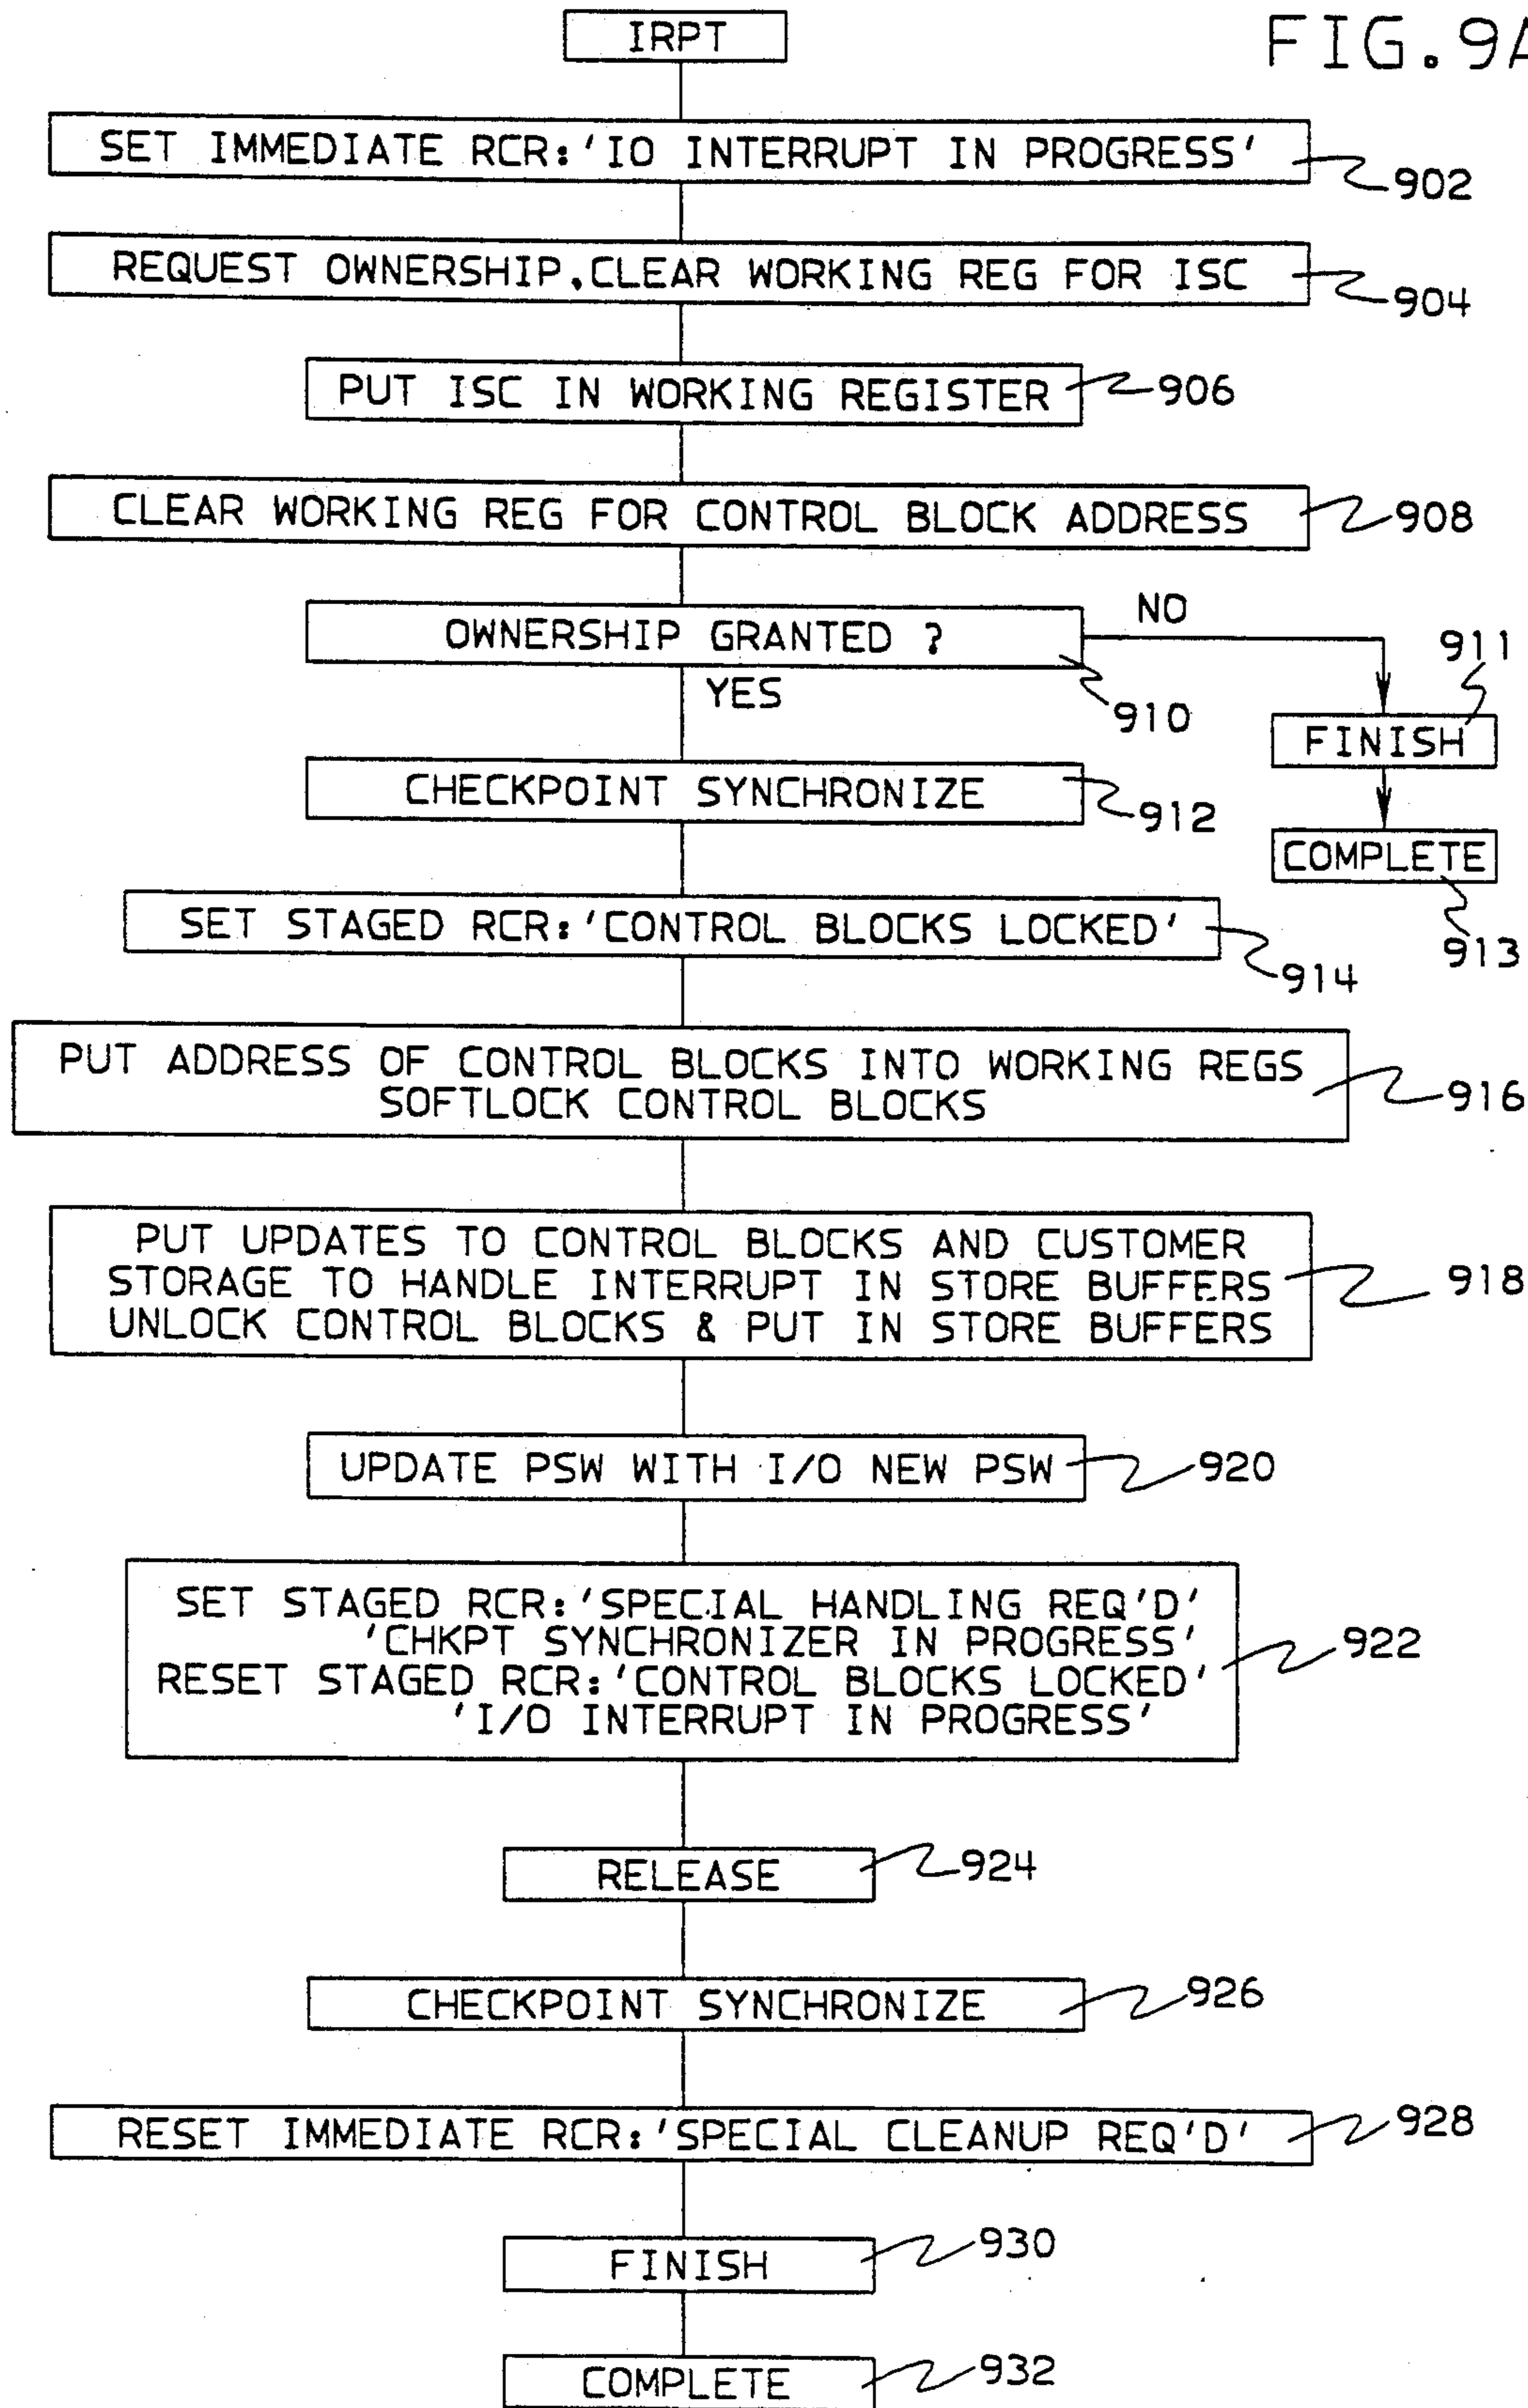 FIG. 9A
IRPT
SET IMMEDIATE RCR:'IO INTERRUPT IN PROGRESS'
902
REQUEST OWNERSHIP.CLEAR WORKING REG FOR ISC
904
PUT ISC IN WORKING REGISTER
906
CLEAR WORKING REG FOR CONTROL BLOCK ADDRESS
908
OWNERSHIP GRANTED ?
NO
910
YES
911
FINISH
CHECKPOINT SYNCHRONIZE
912
COMPLETE
913
SET STAGED RCR:'CONTROL BLOCKS LOCKED'
914
PUT ADDRESS OF CONTROL BLOCKS INTO WORKING REGS
SOFTLOCK CONTROL BLOCKS
916
PUT UPDATES TO CONTROL BLOCKS AND CUSTOMER
STORAGE TO HANDLE INTERRUPT IN STORE BUFFERS
UNLOCK CONTROL BLOCKS & PUT IN STORE BUFFERS
918
UPDATE PSW WITH I/O NEW PSW
920
SET STAGED RCR:'SPECIAL HANDLING REQ'D'
'CHKPT SYNCHRONIZER IN PROGRESS'
RESET STAGED RCR:'CONTROL BLOCKS LOCKED'
'I/O INTERRUPT IN PROGRESS'
922
RELEASE
924
CHECKPOINT SYNCHRONIZE
926
RESET IMMEDIATE RCR:'SPECIAL CLEANUP REQ'D'
928
FINISH
930
COMPLETE
932